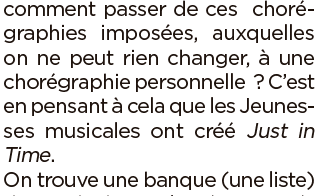 comment passer de ces choré-
graphies imposées, auxquelles
on ne peut rien changer, à une
chorégraphie personnelle ? C’est
en pensant à cela que les Jeunes-
ses musicales ont créé Just in
Time.
On trouve une banque (une liste)